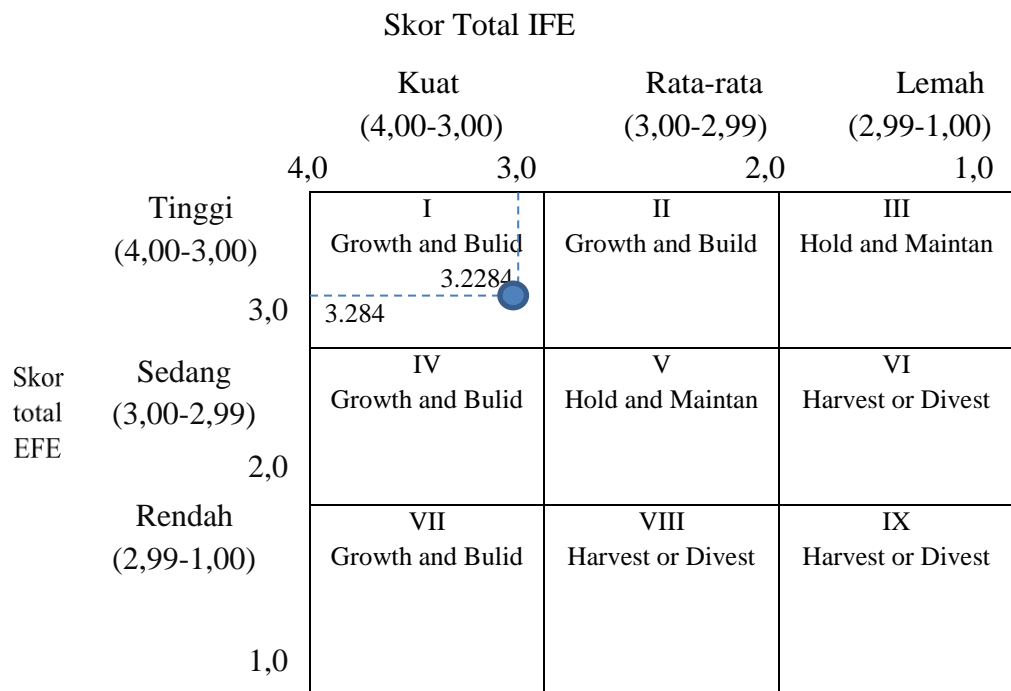 Skor Total IFE
Kuat Rata-rata Lemah
(4,00-3,00) (3,00-2,99) (2,99-1,00)
4,0 3,0 2,0 1,0
Tinggi
(4,00-3,00)
3,0
I
Growth and Bulid
3.2284
3.284
II
Growth and Build
III
Hold and Maintan
Skor
total
EFE
Sedang
(3,00-2,99)
2,0
IV
Growth and Bulid
V
Hold and Maintan
VI
Harvest or Divest
Rendah
(2,99-1,00)
1,0
VII
Growth and Bulid
VIII
Harvest or Divest
IX
Harvest or Divest